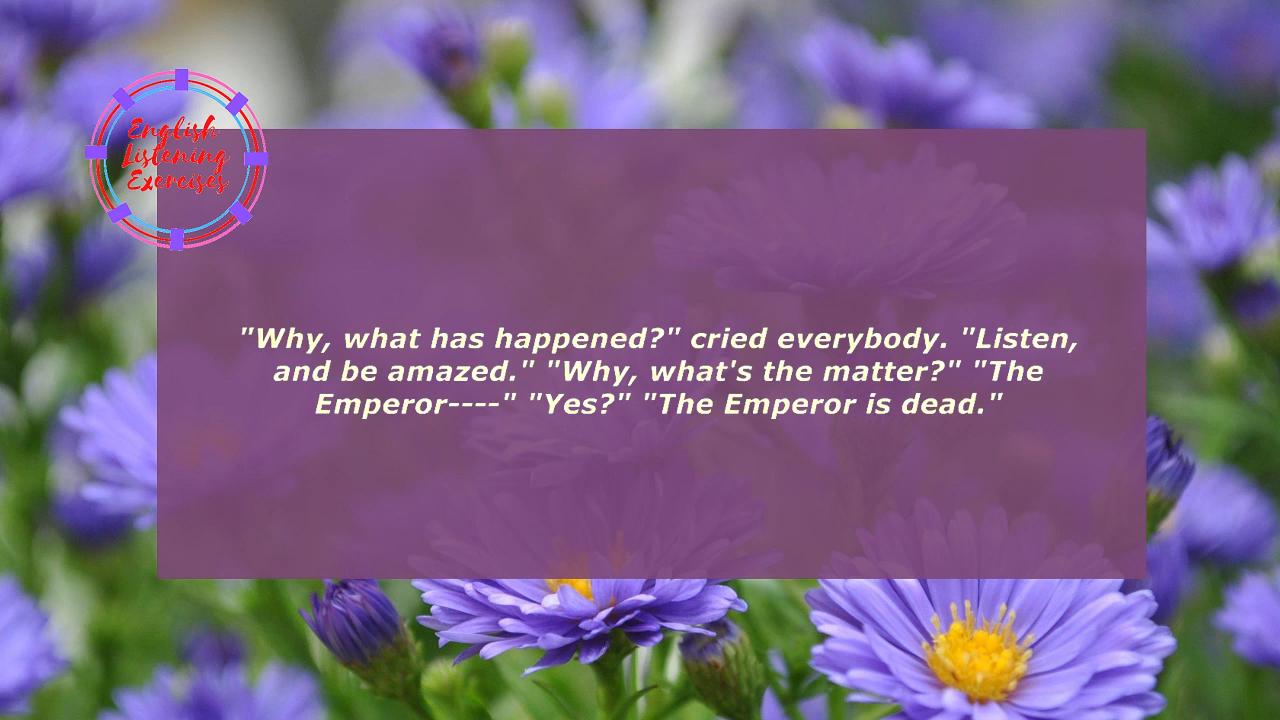 English
Listening
Exercises
"Why, what has happened?" cried everybody. "Listen,
and be amazed." "Why, what's the matter?" "The
Emperor----" "Yes?" "The Emperor is dead."